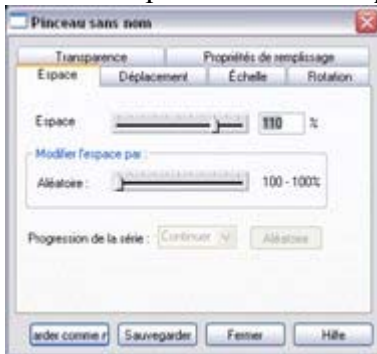 Pinceau sans nom
Transparence Propriétés de remplissage
Espace Déplacement Échelle Rotation
Espace 110 %
Modifier l'espace par :
Aléatoire : 100 - 100%
Progression de la série : Continuer Aléatoire
arder comme r Sauvegarder Fermer Hilfe